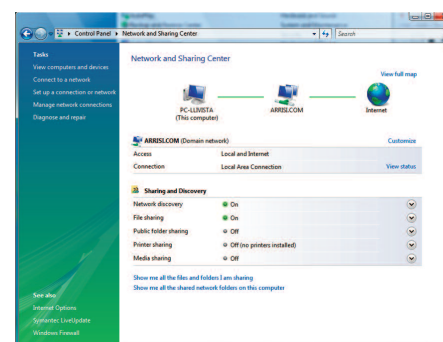 Control Panel ▸ Network and Sharing Center
Search
Tasks
View computers and devices
Connect to a network
Set up a connection or network
Manage network connections
Diagnose and repair
See also
Internet Options
Symantec LiveUpdate
Windows Firewall
Network and Sharing Center
View full map
PC-LLIVISTA
(This computer)
ARRISI.COM
Internet
ARRISI.COM (Domain network)
Customize
Access Local and Internet
Connection Local Area Connection View status
Sharing and Discovery
Network discovery On
File sharing On
Public folder sharing Off
Printer sharing Off (no printers installed)
Media sharing Off
Show me all the files and folders I am sharing
Show me all the shared network folders on this computer